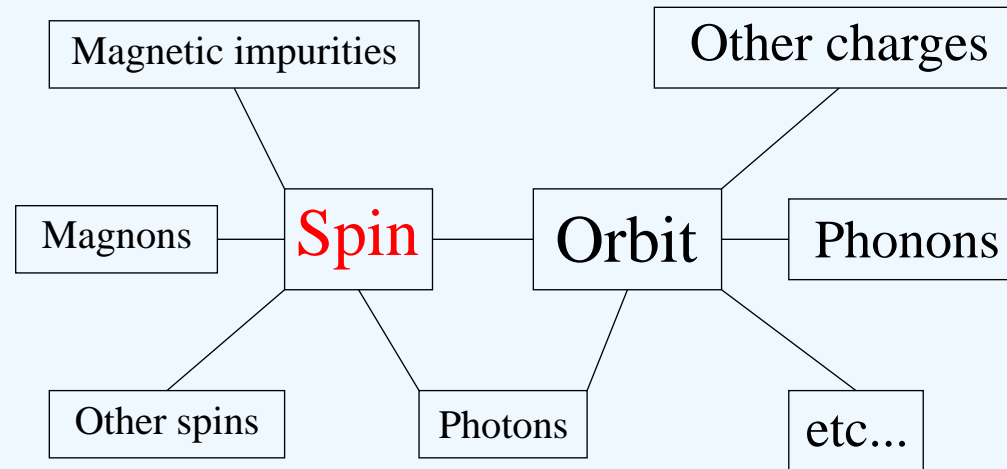 Magnetic impurities
Other charges
Magnons
Spin
Orbit
Phonons
Other spins
Photons
etc...